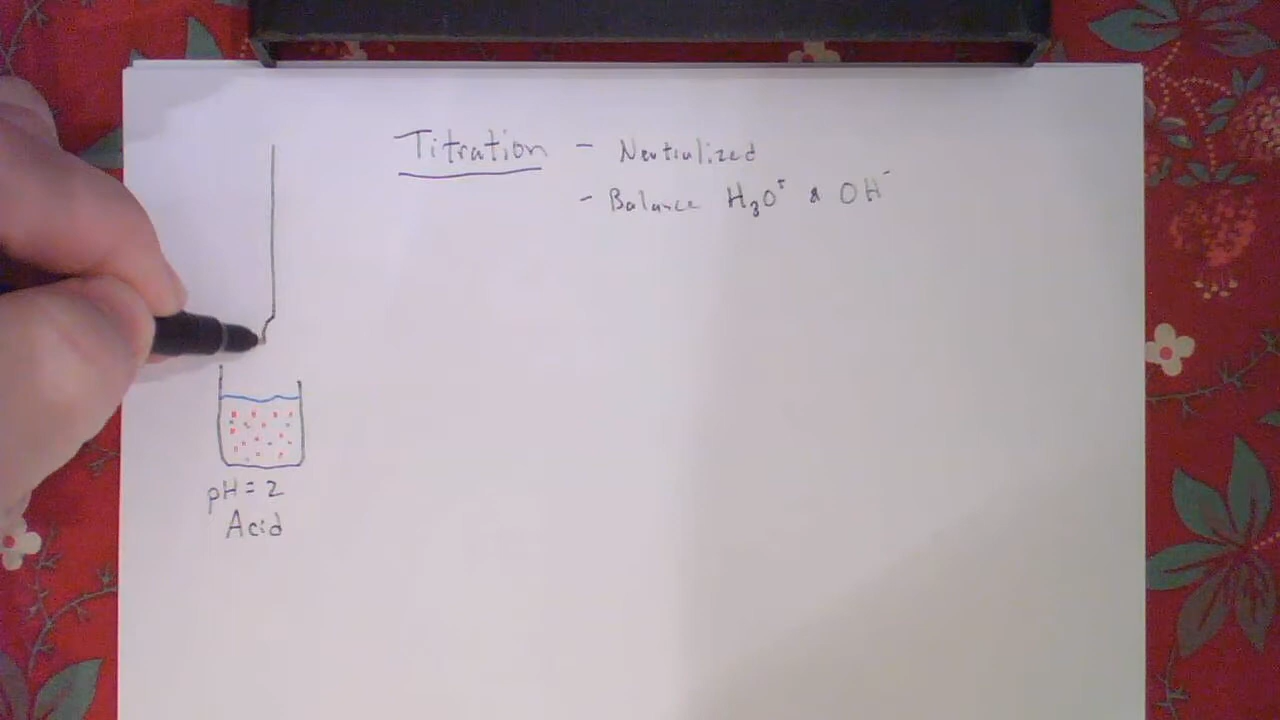 Titration - Neutralized
- Balance H₃O⁺ & OH⁻
pH = 2
Acid